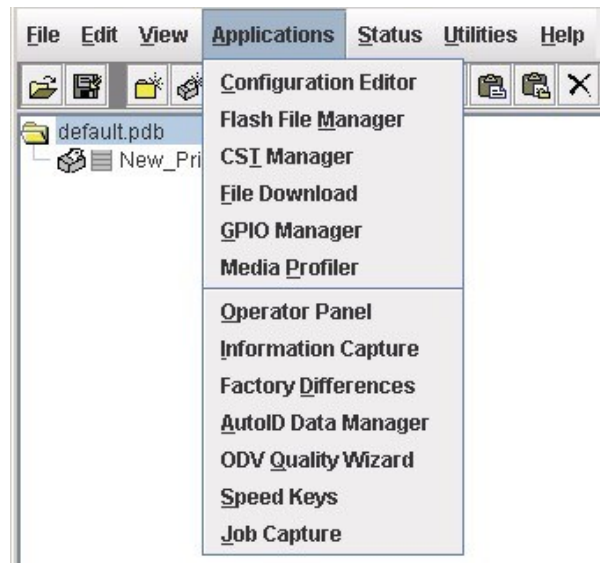 File Edit View Applications Status Utilities Help
Configuration Editor
default.pdb Flash File Manager
New_Pri CST Manager
File Download
GPIO Manager
Media Profiler
Operator Panel
Information Capture
Factory Differences
AutoID Data Manager
ODV Quality Wizard
Speed Keys
Job Capture